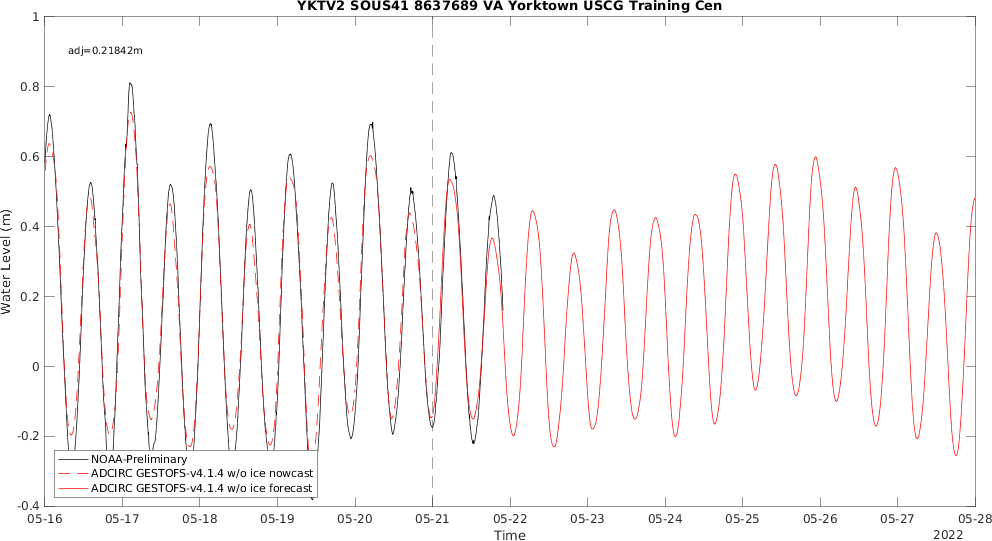 YKTV2 SOUS41 8637689 VA Yorktown USCG Training Cen
adj=0.21842m
1
0.8
0.6
0.4
0.2
0
-0.2
-0.4
Water Level (m)
NOAA-Preliminary
ADCIRC GESTOFS-v4.1.4 w/o ice nowcast
ADCIRC GESTOFS-v4.1.4 w/o ice forecast
05-16 05-17 05-18 05-19 05-20 05-21 05-22 05-23 05-24 05-25 05-26 05-27 05-28
Time
2022